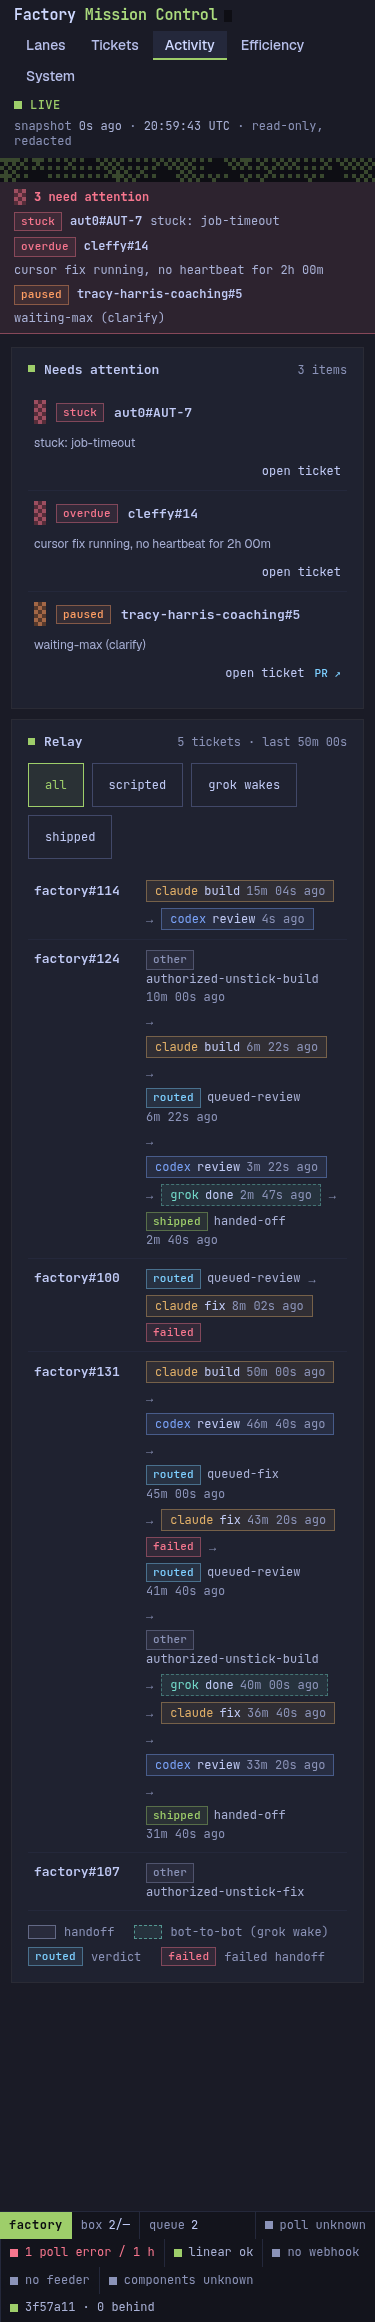 Factory Mission Control
Lanes Tickets Activity Efficiency
System
LIVE
snapshot 0s ago · 20:59:43 UTC · read-only,
redacted
3 need attention
stuck aut0#AUT-7 stuck: job-timeout
overdue cleffy#14
cursor fix running, no heartbeat for 2h 00m
paused tracy-harris-coaching#5
waiting-max (clarify)
Needs attention 3 items
stuck aut0#AUT-7
stuck: job-timeout
open ticket
overdue cleffy#14
cursor fix running, no heartbeat for 2h 00m
open ticket
paused tracy-harris-coaching#5
waiting-max (clarify)
open ticket PR ↗
Relay 5 tickets · last 50m 00s
all scripted grok wakes
shipped
factory#114 claude build 15m 04s ago
→ codex review 4s ago
factory#124 other
authorized-unstick-build
10m 00s ago
→
claude build 6m 22s ago
→
routed queued-review
6m 22s ago
→
codex review 3m 22s ago
→ grok done 2m 47s ago →
shipped handed-off
2m 40s ago
factory#100 routed queued-review →
claude fix 8m 02s ago
failed
factory#131 claude build 50m 00s ago
→
codex review 46m 40s ago
→
routed queued-fix
45m 00s ago
→ claude fix 43m 20s ago
failed →
routed queued-review
41m 40s ago
→
other
authorized-unstick-build
→ grok done 40m 00s ago
→ claude fix 36m 40s ago
→
codex review 33m 20s ago
→
shipped handed-off
31m 40s ago
factory#107 other
authorized-unstick-fix
handoff bot-to-bot (grok wake)
routed verdict failed failed handoff
factory box 2/— queue 2 poll unknown
1 poll error / 1 h linear ok no webhook
no feeder components unknown
3f57a11 · 0 behind